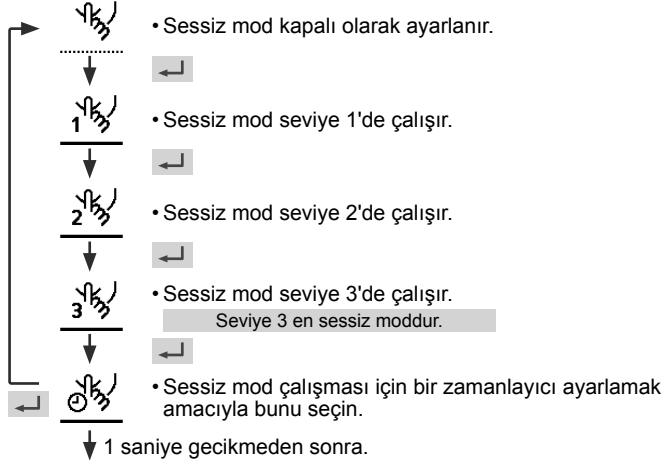 • Sessiz mod kapalı olarak ayarlanır.
1
• Sessiz mod seviye 1'de çalışır.
2
• Sessiz mod seviye 2'de çalışır.
3
• Sessiz mod seviye 3'de çalışır.
Seviye 3 en sessiz moddur.
• Sessiz mod çalışması için bir zamanlayıcı ayarlamak
amacıyla bunu seçin.
1 saniye gecikmeden sonra.